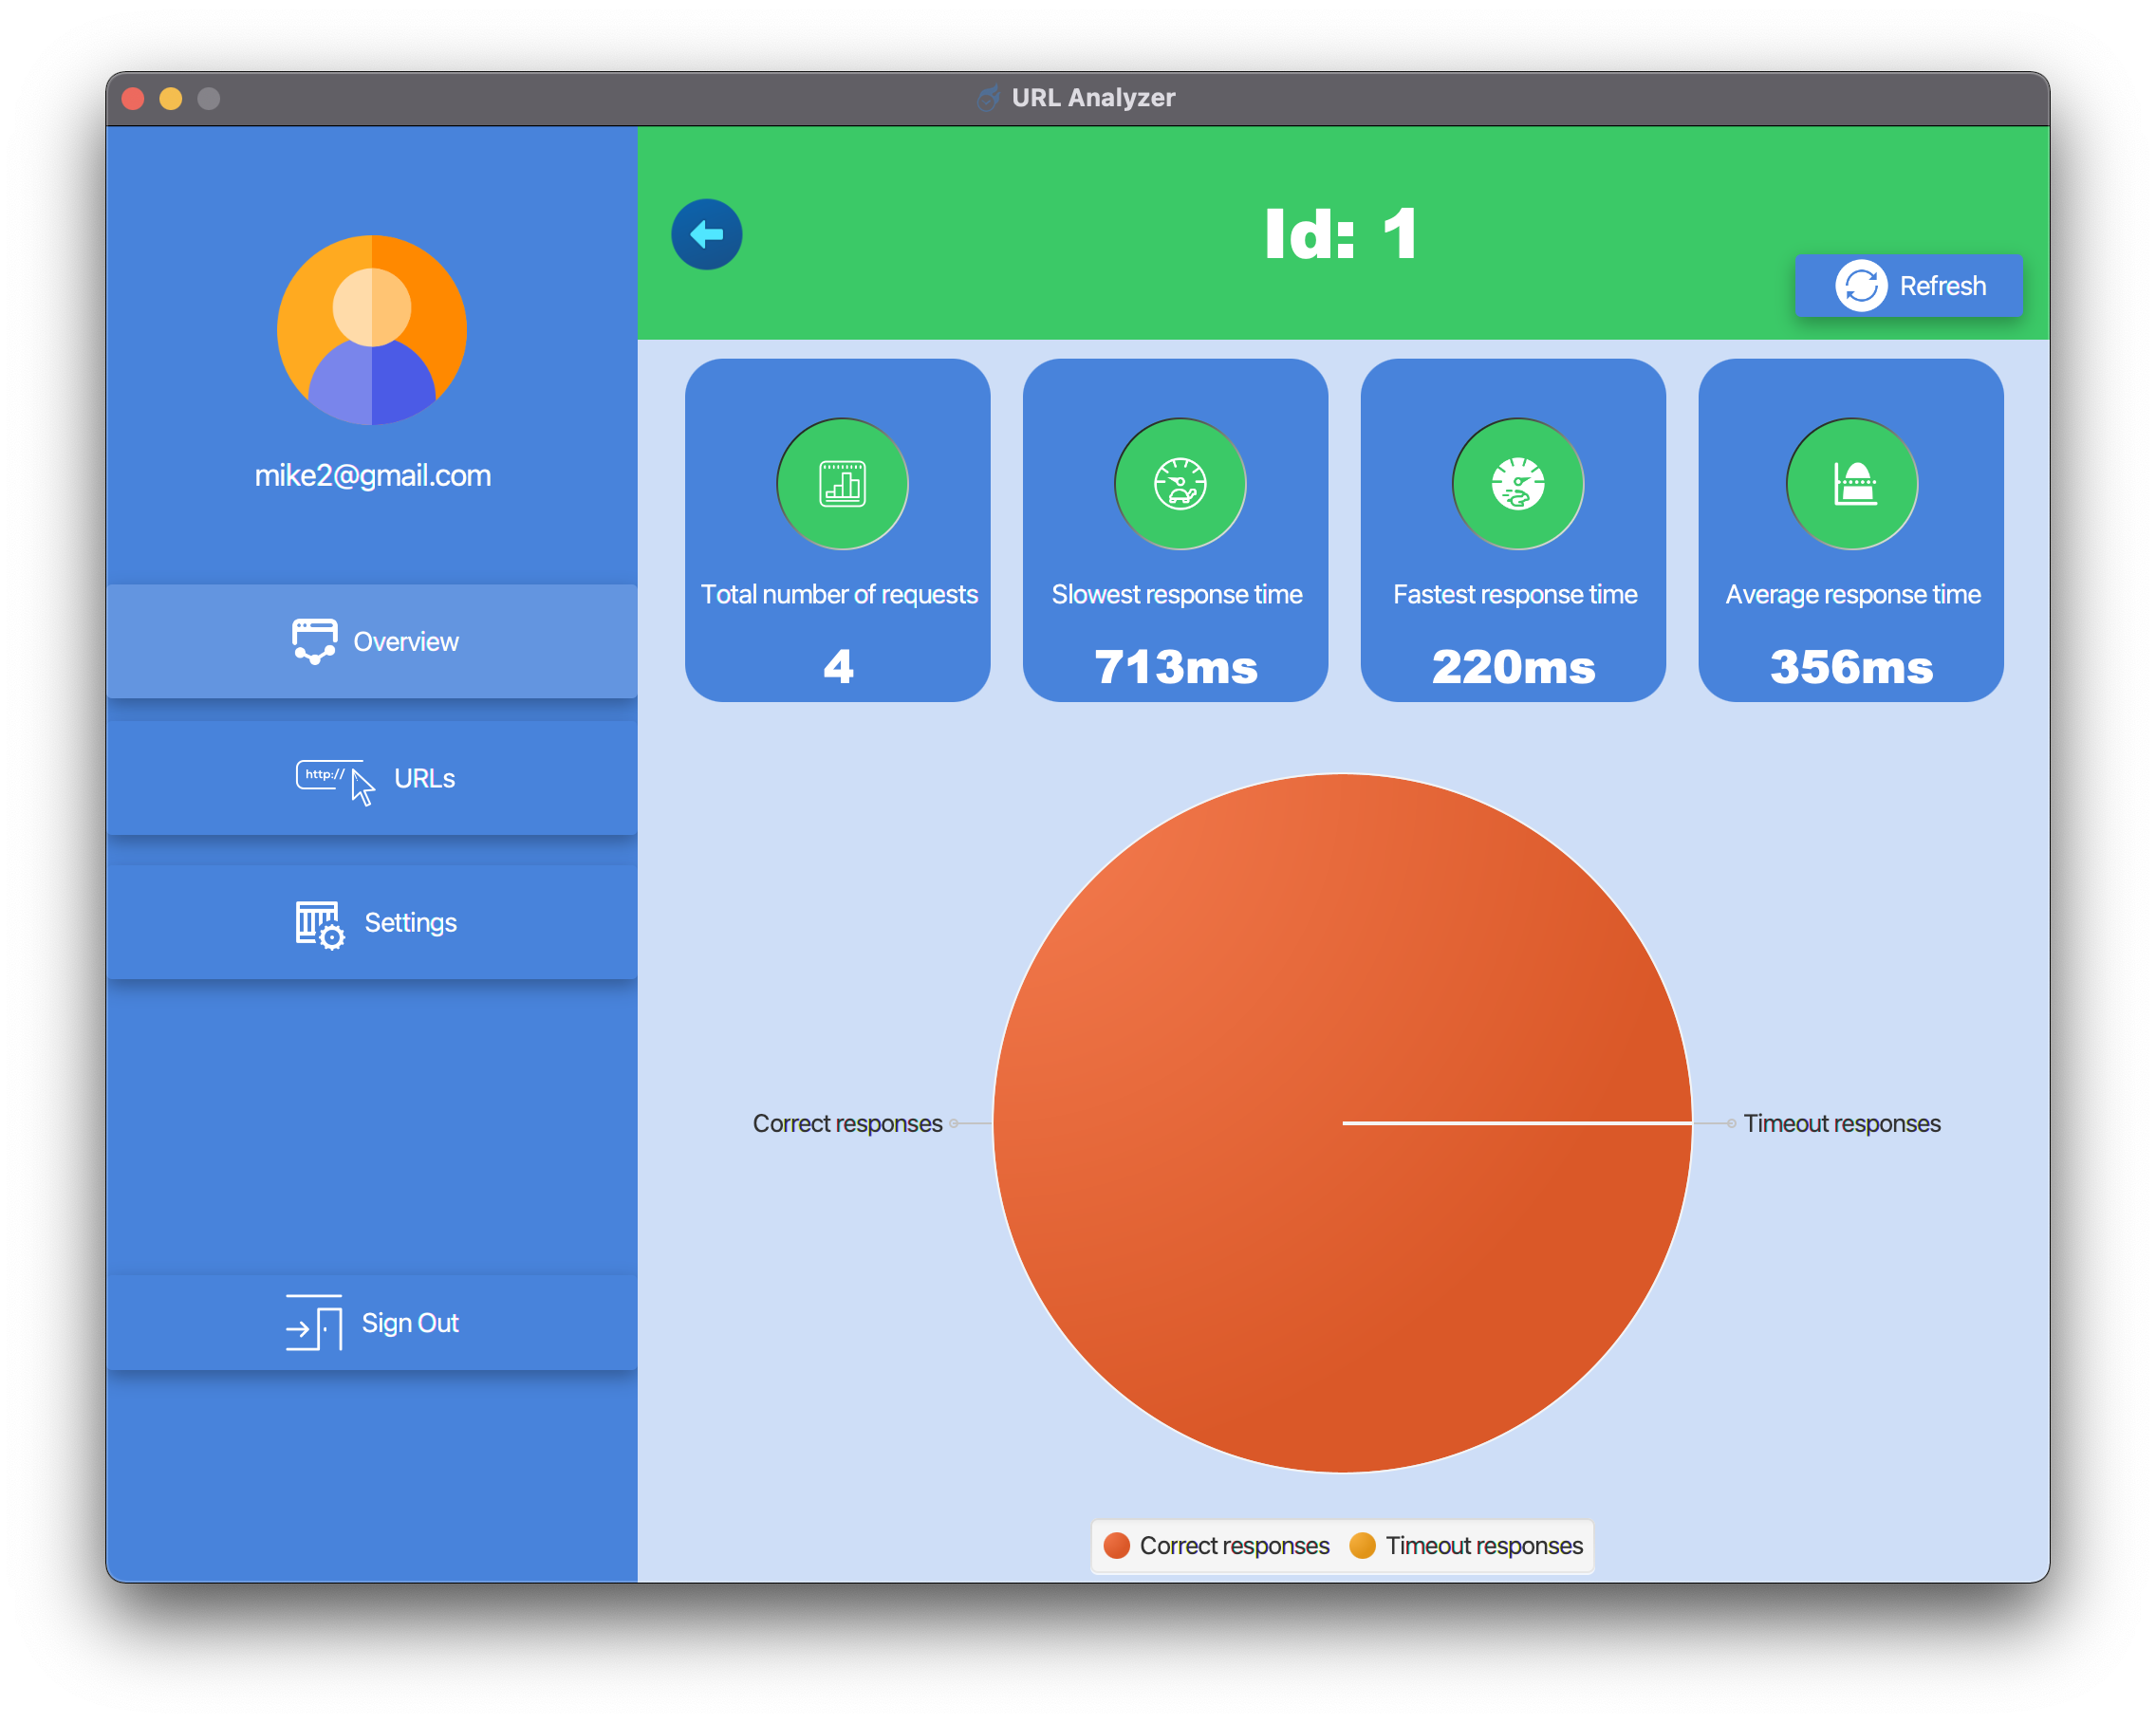 URL Analyzer
mike2@gmail.com
Overview
http://
URLs
Settings
Sign Out
Id: 1
Refresh
Total number of requests
4
Slowest response time
713ms
Fastest response time
220ms
Average response time
356ms
Correct responses
Timeout responses
Correct responses
Timeout responses